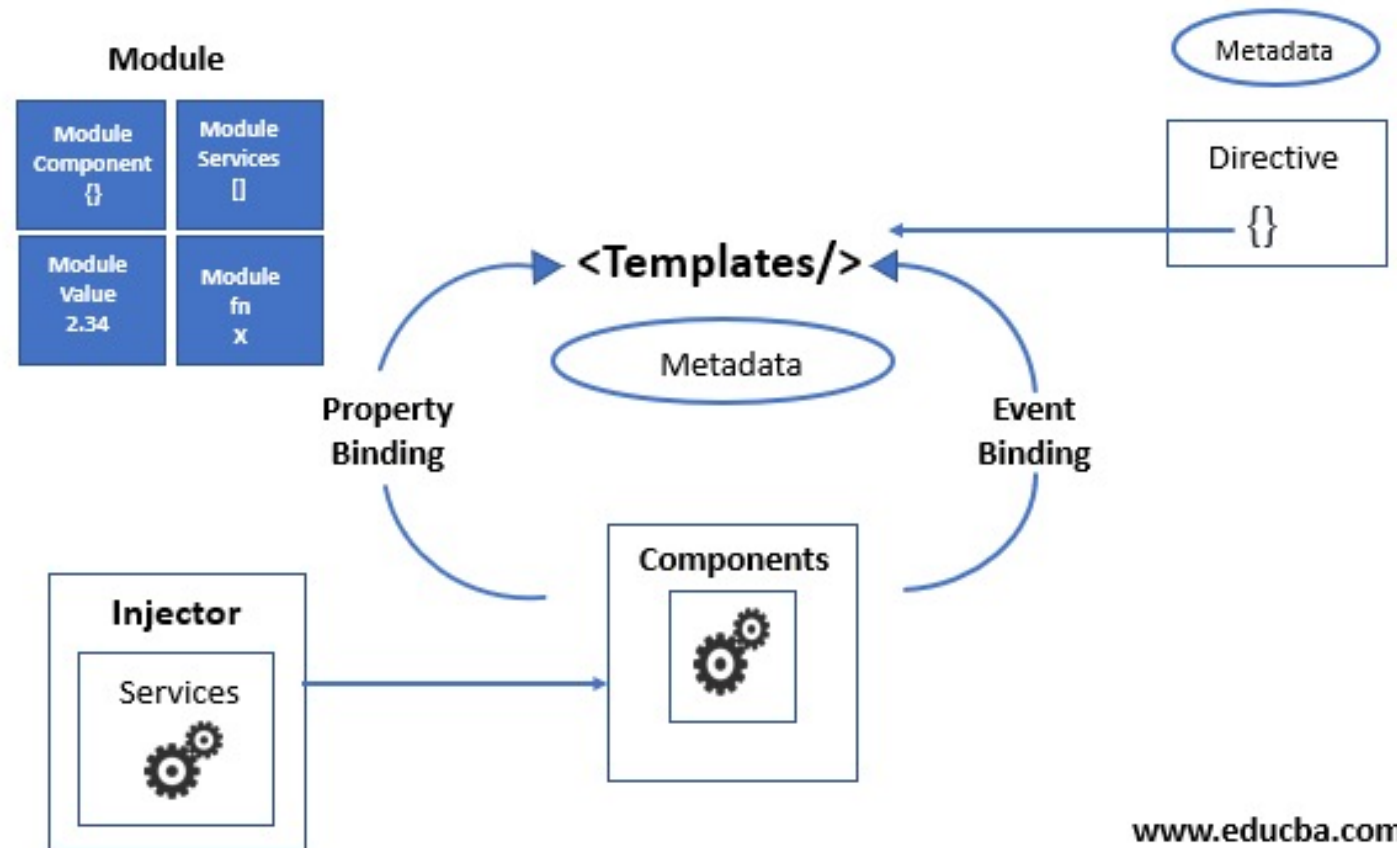 Module
Module
Component
{}
Module
Services
[]
Module
Value
2.34
Module
fn
X
Metadata
Directive
{}
<Templates/>
Metadata
Property
Binding
Event
Binding
Components
Injector
Services
www.educba.com